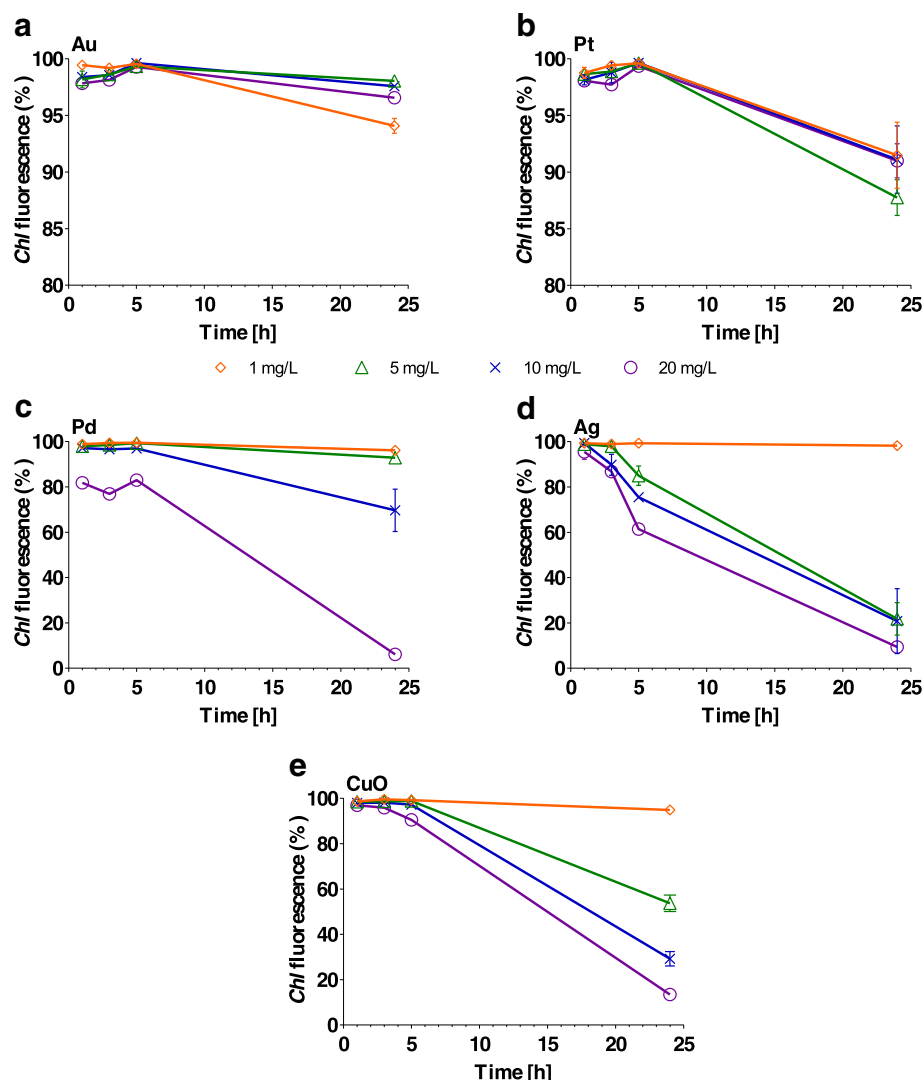 a
Au
Chl fluorescence (%)
100
95
90
85
80
0 5 10 15 20 25
Time [h]
b
Pt
Chl fluorescence (%)
100
95
90
85
80
0 5 10 15 20 25
Time [h]
1 mg/L 5 mg/L 10 mg/L 20 mg/L
c
Pd
Chl fluorescence (%)
100
80
60
40
20
0
0 5 10 15 20 25
Time [h]
d
Ag
Chl fluorescence (%)
100
80
60
40
20
0
0 5 10 15 20 25
Time [h]
e
CuO
Chl fluorescence (%)
100
80
60
40
20
0
0 5 10 15 20 25
Time [h]